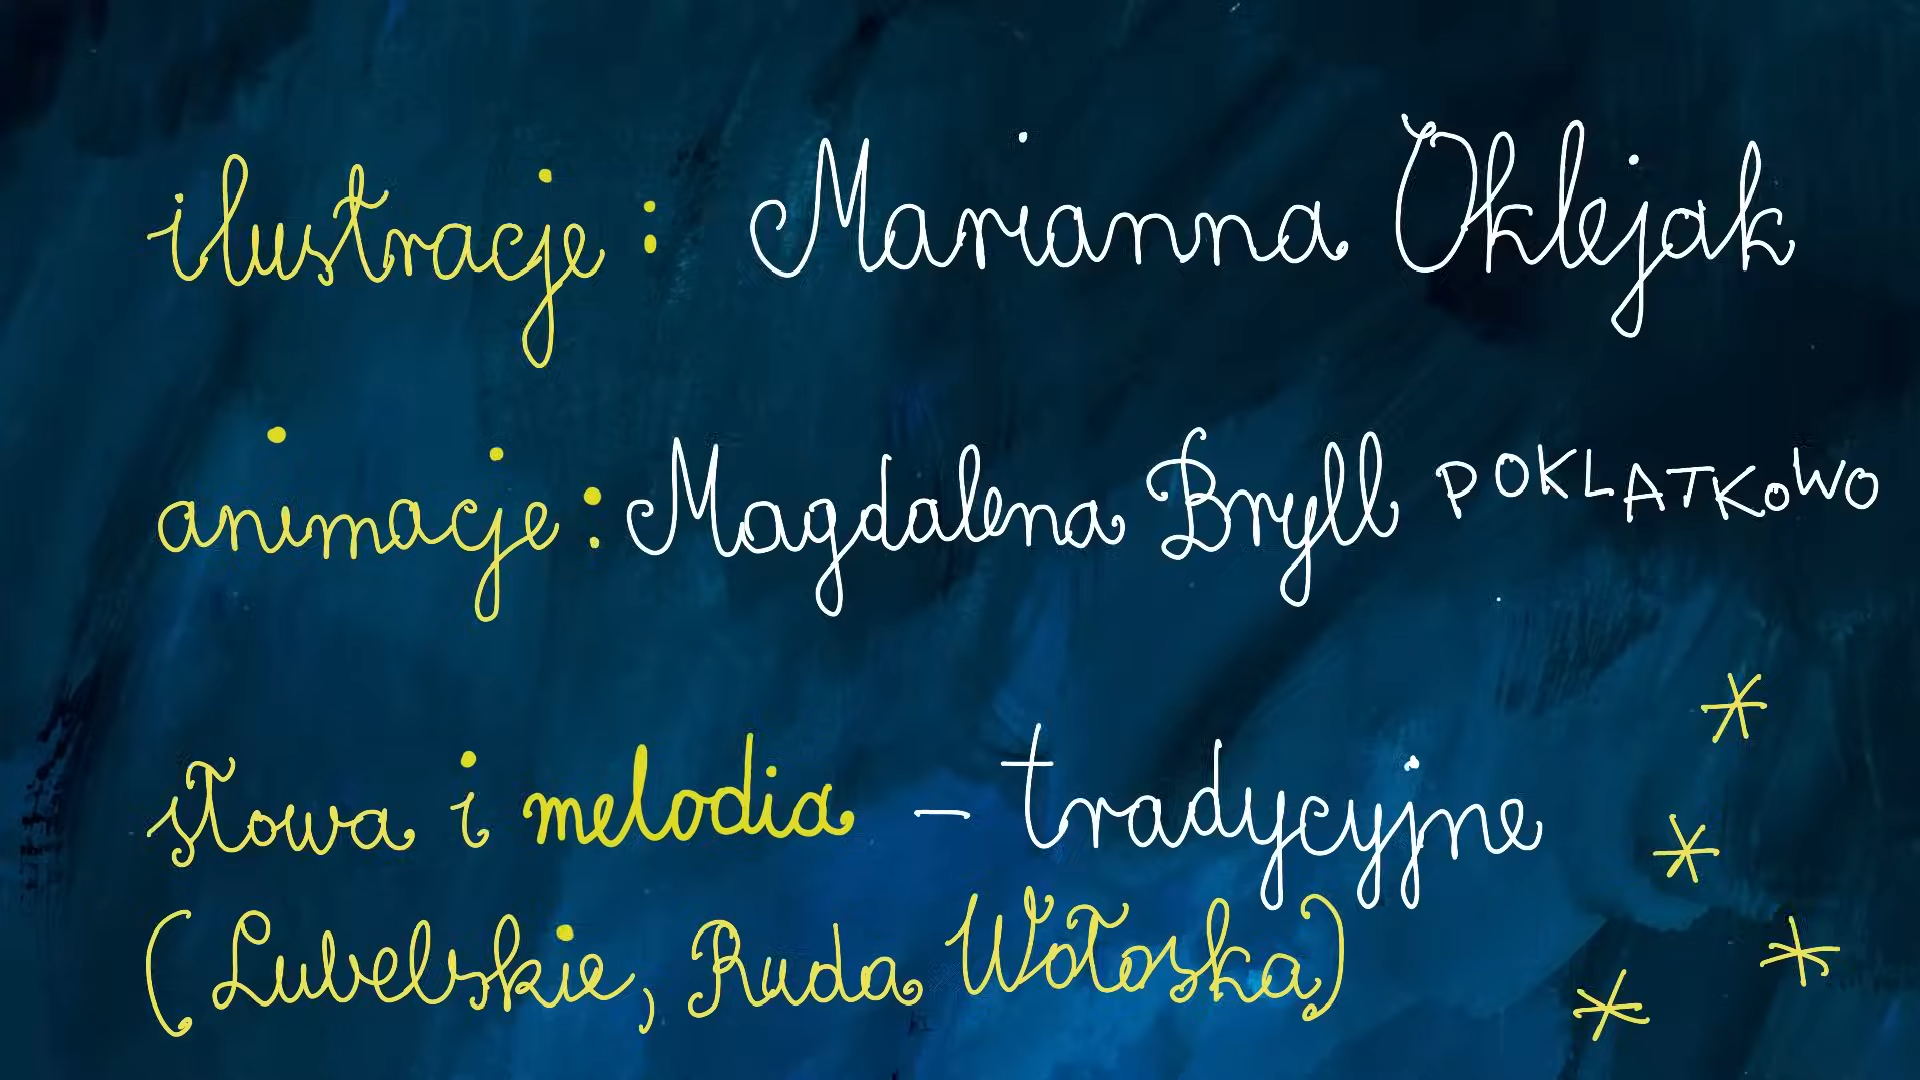 ilustracje : Marianna Oklejak
animacje : Magdalena Bryll POKLATKOWO
słowa i melodia – tradycyjne
(Lubelskie, Ruda Wołoska)